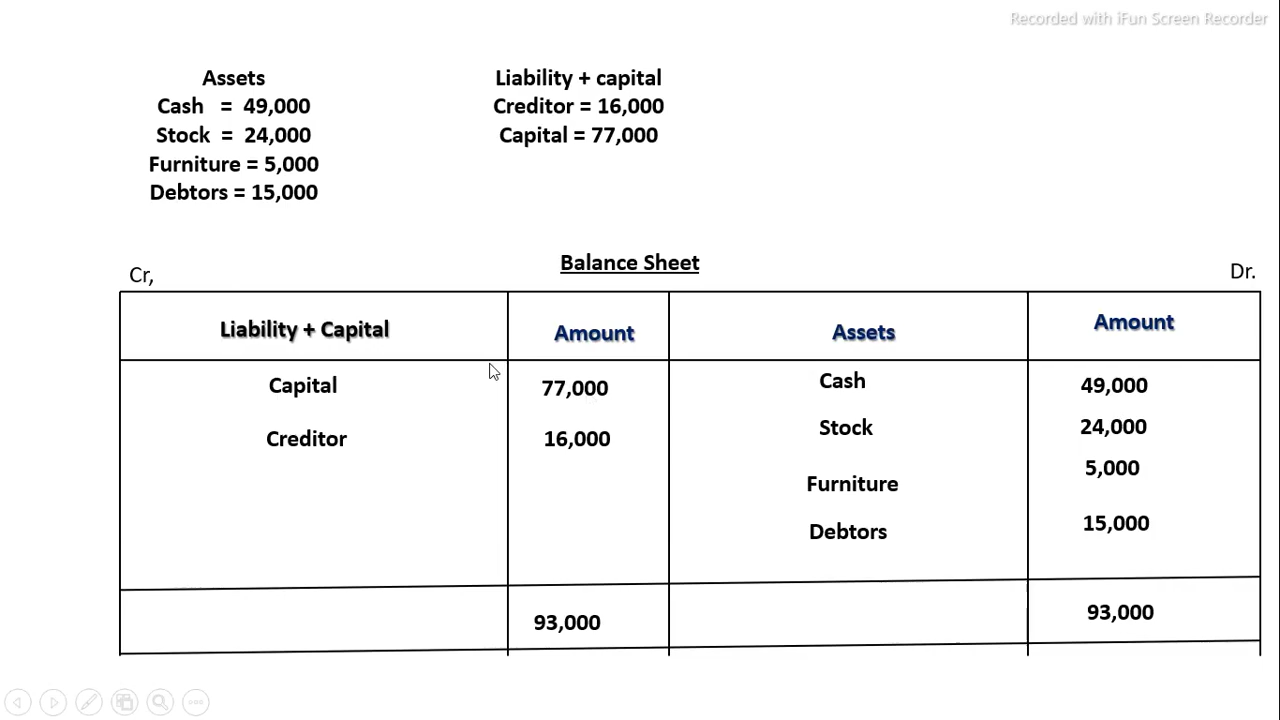 Recorded with iFun Screen Recorder
Assets
Cash = 49,000
Stock = 24,000
Furniture = 5,000
Debtors = 15,000
Liability + capital
Creditor = 16,000
Capital = 77,000
Cr,
Balance Sheet
Dr.
Liability + Capital Amount Assets Amount
Capital 77,000 Cash 49,000
Creditor 16,000 Stock 24,000
Furniture 5,000
Debtors 15,000
93,000 93,000